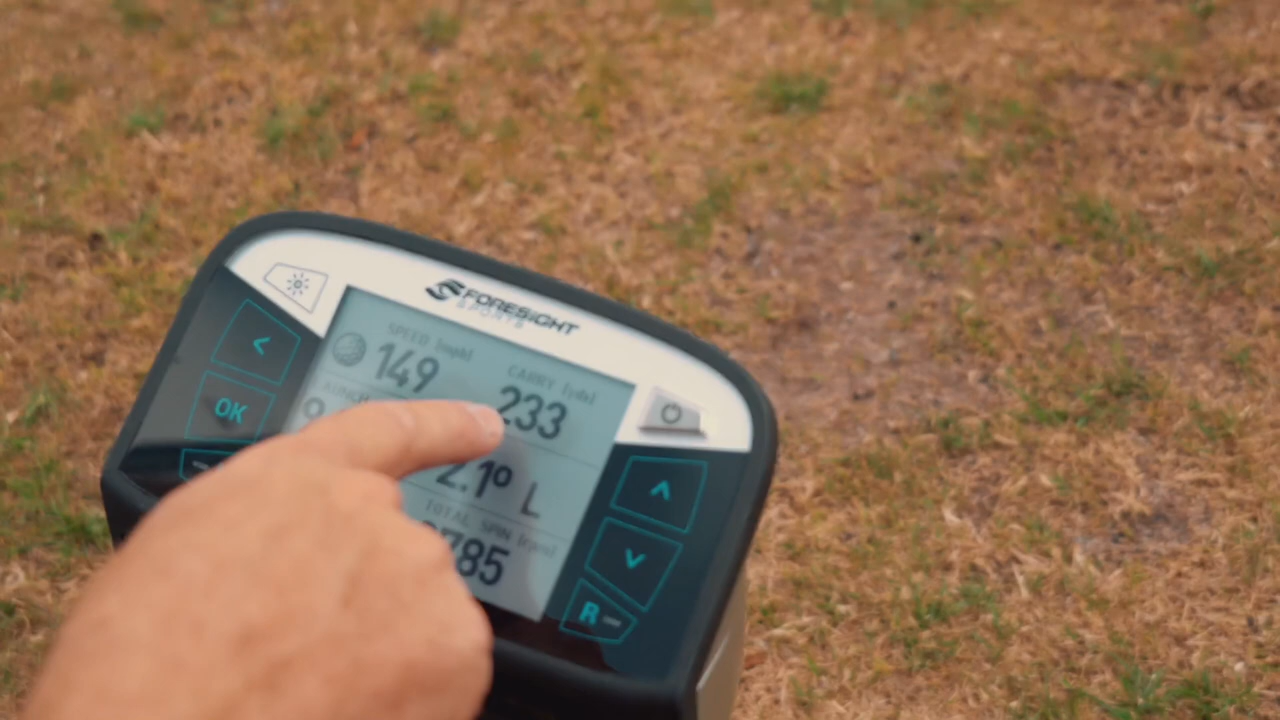 FORESIGHT
SPORTS
SPEED [mph]
CARRY [yds]
149
233
<
OK
2.1° L
TOTAL SPIN [rpm]
785
R